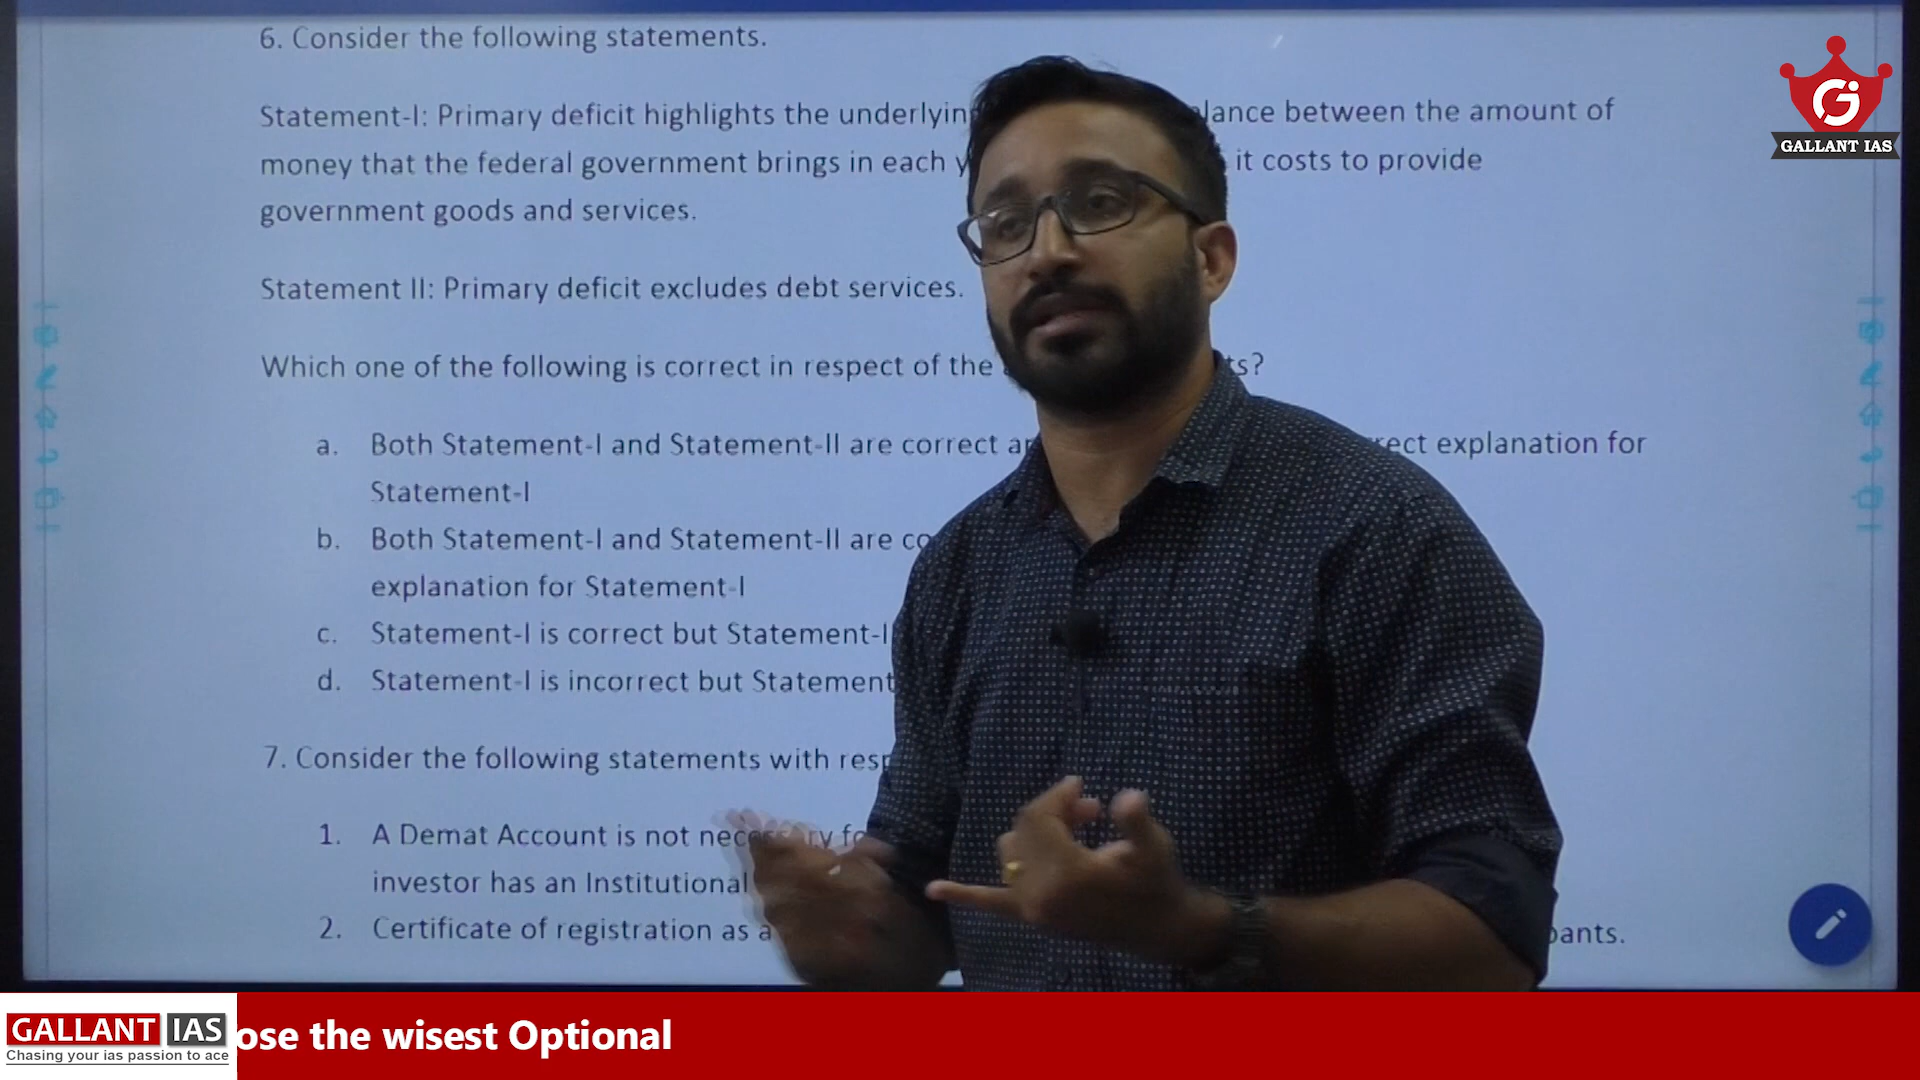 6. Consider the following statements.
Statement-I: Primary deficit highlights the underlying lance between the amount of
money that the federal government brings in each it costs to provide
government goods and services.
Statement II: Primary deficit excludes debt services.
Which one of the following is correct in respect of the ts?
a. Both Statement-I and Statement-II are correct rect explanation for
Statement-I
b. Both Statement-I and Statement-II are
explanation for Statement-I
c. Statement-I is correct but
d. Statement-I is incorrect but Statement
7. Consider the following statements with
1. A Demat Account is not necessary
investor has an Institutional
2. Certificate of registration as a pants.
GALLANT IAS
GALLANT IAS
Chasing your ias passion to ace
ose the wisest Optional